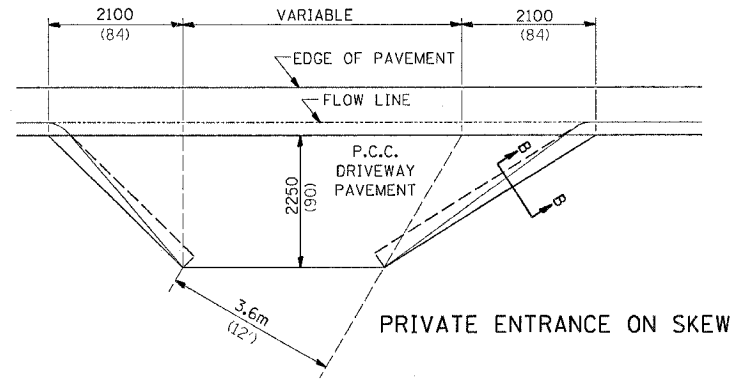 2100
(84)
VARIABLE
2100
(84)
EDGE OF PAVEMENT
FLOW LINE
P.C.C.
DRIVEWAY
PAVEMENT
2250
(90)
B
B
3.6m
(12')
PRIVATE ENTRANCE ON SKEW